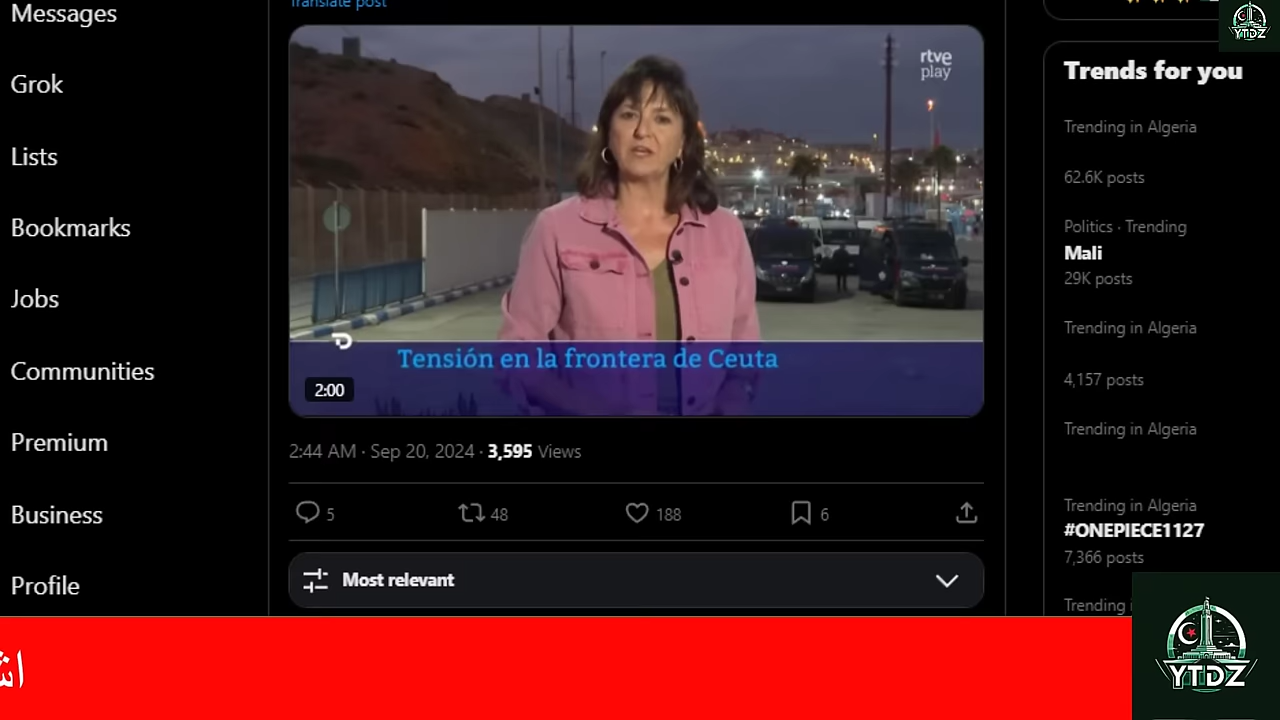 Translate post
Messages
Grok
Lists
Bookmarks
Jobs
Communities
Premium
Business
Profile
rtve
play
Tensión en la frontera de Ceuta
2:00
2:44 AM · Sep 20, 2024 · 3,595 Views
5
48
188
6
Most relevant
YTDZ
Trends for you
Trending in Algeria
62.6K posts
Politics · Trending
Mali
29K posts
Trending in Algeria
4,157 posts
Trending in Algeria
Trending in Algeria
#ONEPIECE1127
7,366 posts
Trending
YTDZ